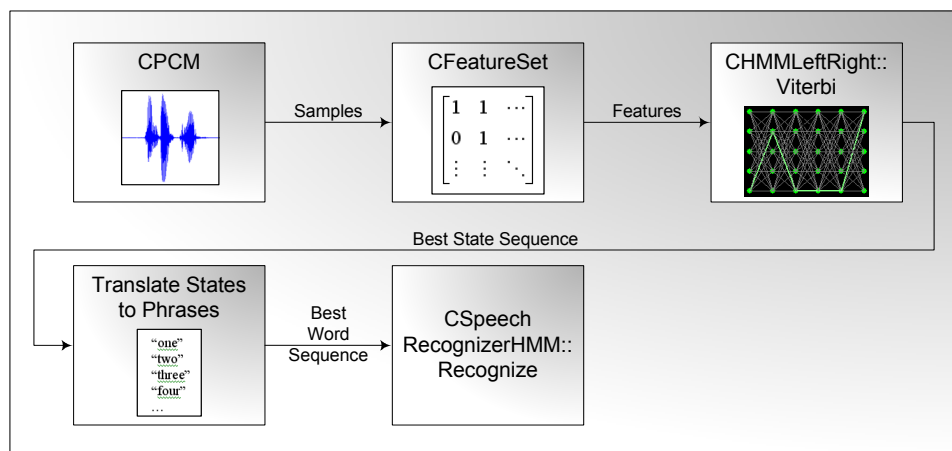 CPCM
Samples
CFeatureSet
1 1 ⋯
0 1 ⋯
⋮ ⋮ ⋱
Features
CHMMLeftRight::
Viterbi
Best State Sequence
Translate States
to Phrases
“one”
“two”
“three”
“four”
...
Best
Word
Sequence
CSpeech
RecognizerHMM::
Recognize